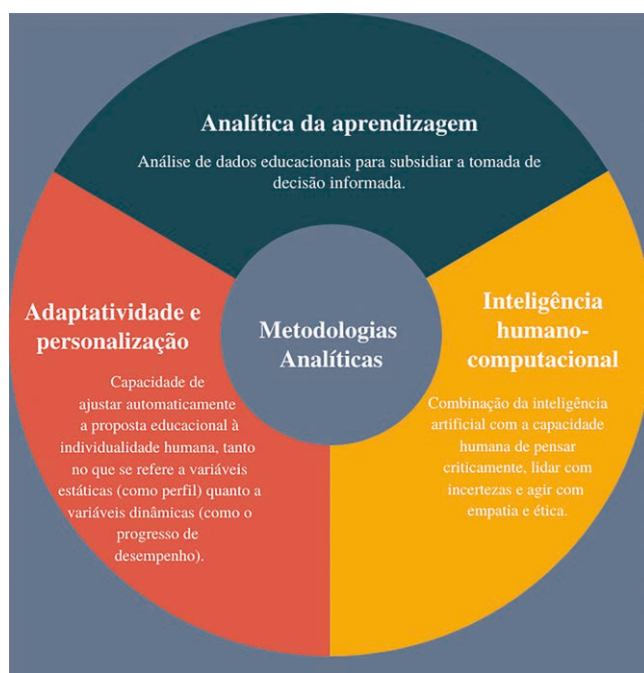 Analítica da aprendizagem
Análise de dados educacionais para subsidiar a tomada de
decisão informada.
Adaptatividade e
personalização
Capacidade de
ajustar automaticamente
a proposta educacional à
individualidade humana, tanto
no que se refere a variáveis
estáticas (como perfil) quanto a
variáveis dinâmicas (como o
progresso de
desempenho).
Metodologias
Analíticas
Inteligência
humano-
computacional
Combinação da inteligência
artificial com a capacidade
humana de pensar
criticamente, lidar com
incertezas e agir com
empatia e ética.